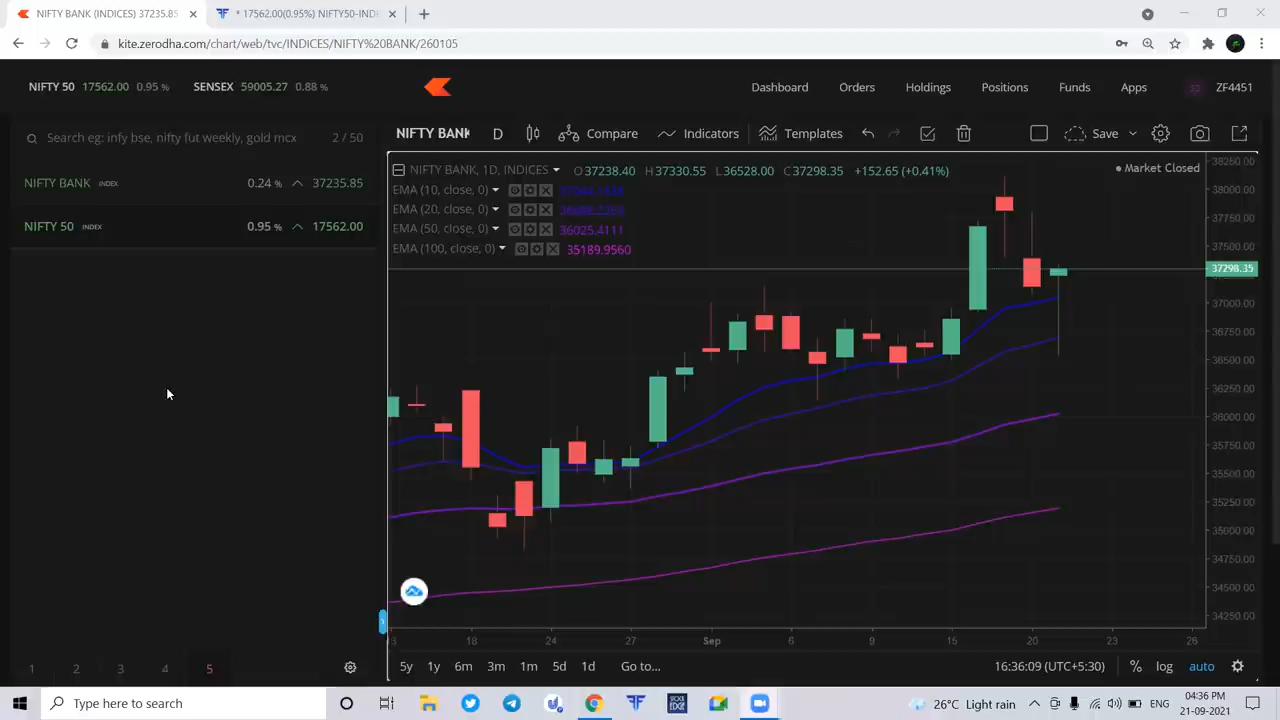 NIFTY BANK (INDICES) 37235.85
* 17562.00(0.95%) NIFTY50-IND
kite.zerodha.com/chart/web/tvc/INDICES/NIFTY%20BANK/260105
NIFTY 50 17562.00 0.95 % SENSEX 59005.27 0.88 %
Dashboard Orders Holdings Positions Funds Apps ZF4451
Search eg: infy bse, nifty fut weekly, gold mcx 2 / 50
NIFTY BANK D Compare Indicators Templates Save
NIFTY BANK INDEX 0.24 % 37235.85
NIFTY 50 INDEX 0.95 % 17562.00
NIFTY BANK, 1D, INDICES O37238.40 H37330.55 L36528.00 C37298.35 +152.65 (+0.41%)
Market Closed
EMA (10, close, 0)
EMA (20, close, 0)
EMA (50, close, 0) 36025.4111
EMA (100, close, 0) 35189.9560
38250.00
38000.00
37750.00
37500.00
37298.35
37000.00
36750.00
36500.00
36250.00
36000.00
35750.00
35500.00
35250.00
35000.00
34750.00
34500.00
34250.00
18 24 27 Sep 6 9 15 20 23 26
1 2 3 4 5
5y 1y 6m 3m 1m 5d 1d Go to... 16:36:09 (UTC+5:30) % log auto
Type here to search
26°C Light rain
ENG
04:36 PM
21-09-2021